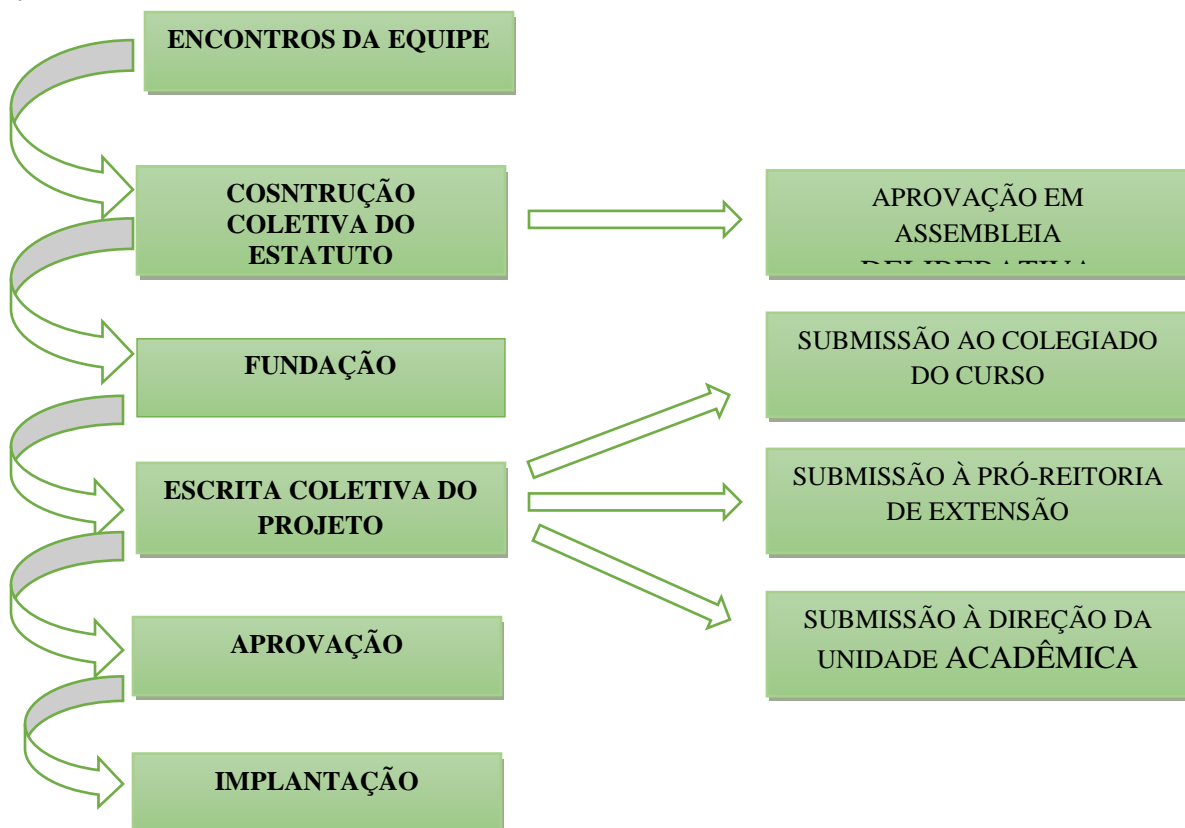 ENCONTROS DA EQUIPE
COSNTRUÇÃO
COLETIVA DO
ESTATUTO
APROVAÇÃO EM
ASSEMBLEIA
FUNDAÇÃO
SUBMISSÃO AO COLEGIADO
DO CURSO
ESCRITA COLETIVA DO
PROJETO
SUBMISSÃO À PRÓ-REITORIA
DE EXTENSÃO
APROVAÇÃO
SUBMISSÃO À DIREÇÃO DA
UNIDADE ACADÊMICA
IMPLANTAÇÃO